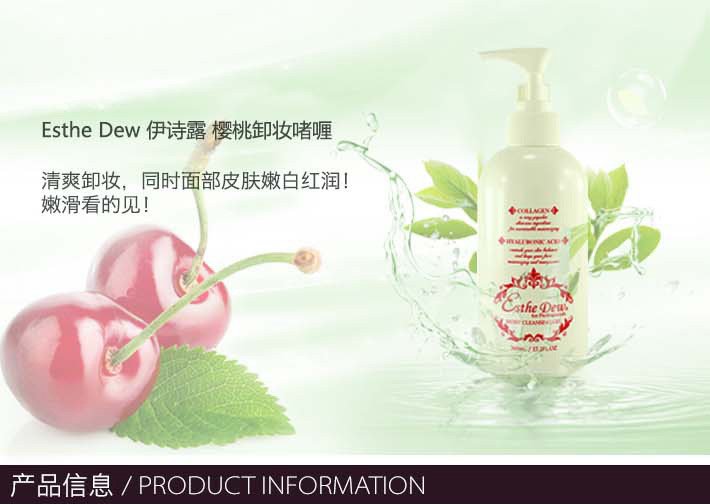 Esthe Dew 伊诗露 樱桃卸妆啫喱
清爽卸妆，同时面部皮肤嫩白红润！
嫩滑看的见！
COLLAGEN
HYALURONIC ACID
Esthe Dew
产品信息 / PRODUCT INFORMATION